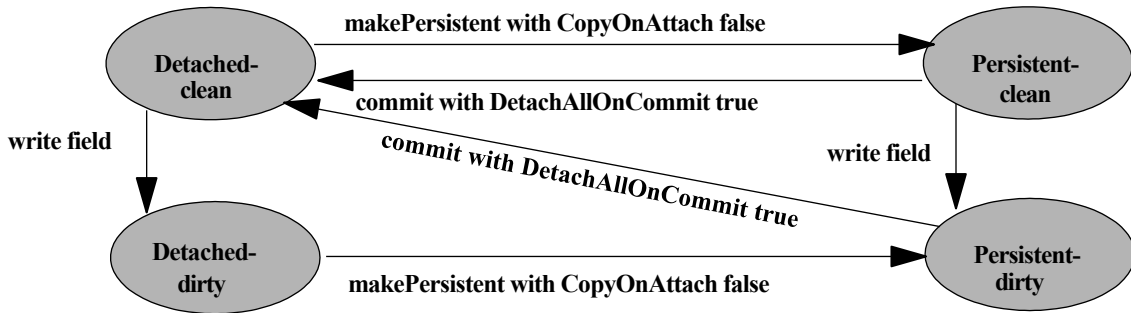 makePersistent with CopyOnAttach false
Detached-
clean
Persistent-
clean
commit with DetachAllOnCommit true
write field
commit with DetachAllOnCommit true
write field
Detached-
dirty
Persistent-
dirty
makePersistent with CopyOnAttach false